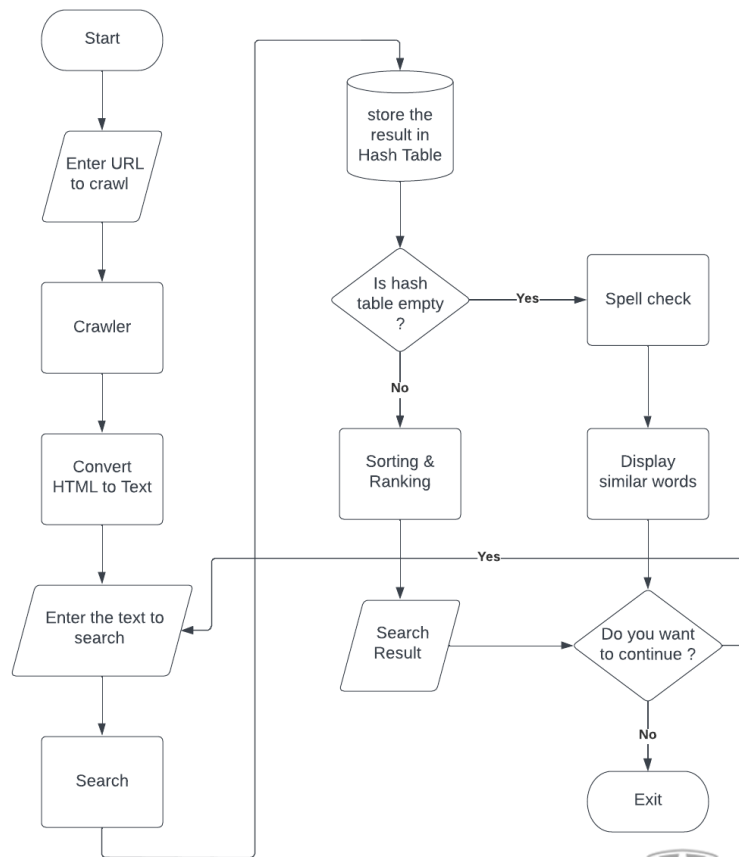 Start
Enter URL
to crawl
Crawler
Convert
HTML to Text
Enter the text to
search
Search
store the
result in
Hash Table
Is hash
table empty
?
Yes
Spell check
No
Sorting &
Ranking
Display
similar words
Yes
Search
Result
Do you want
to continue ?
No
Exit